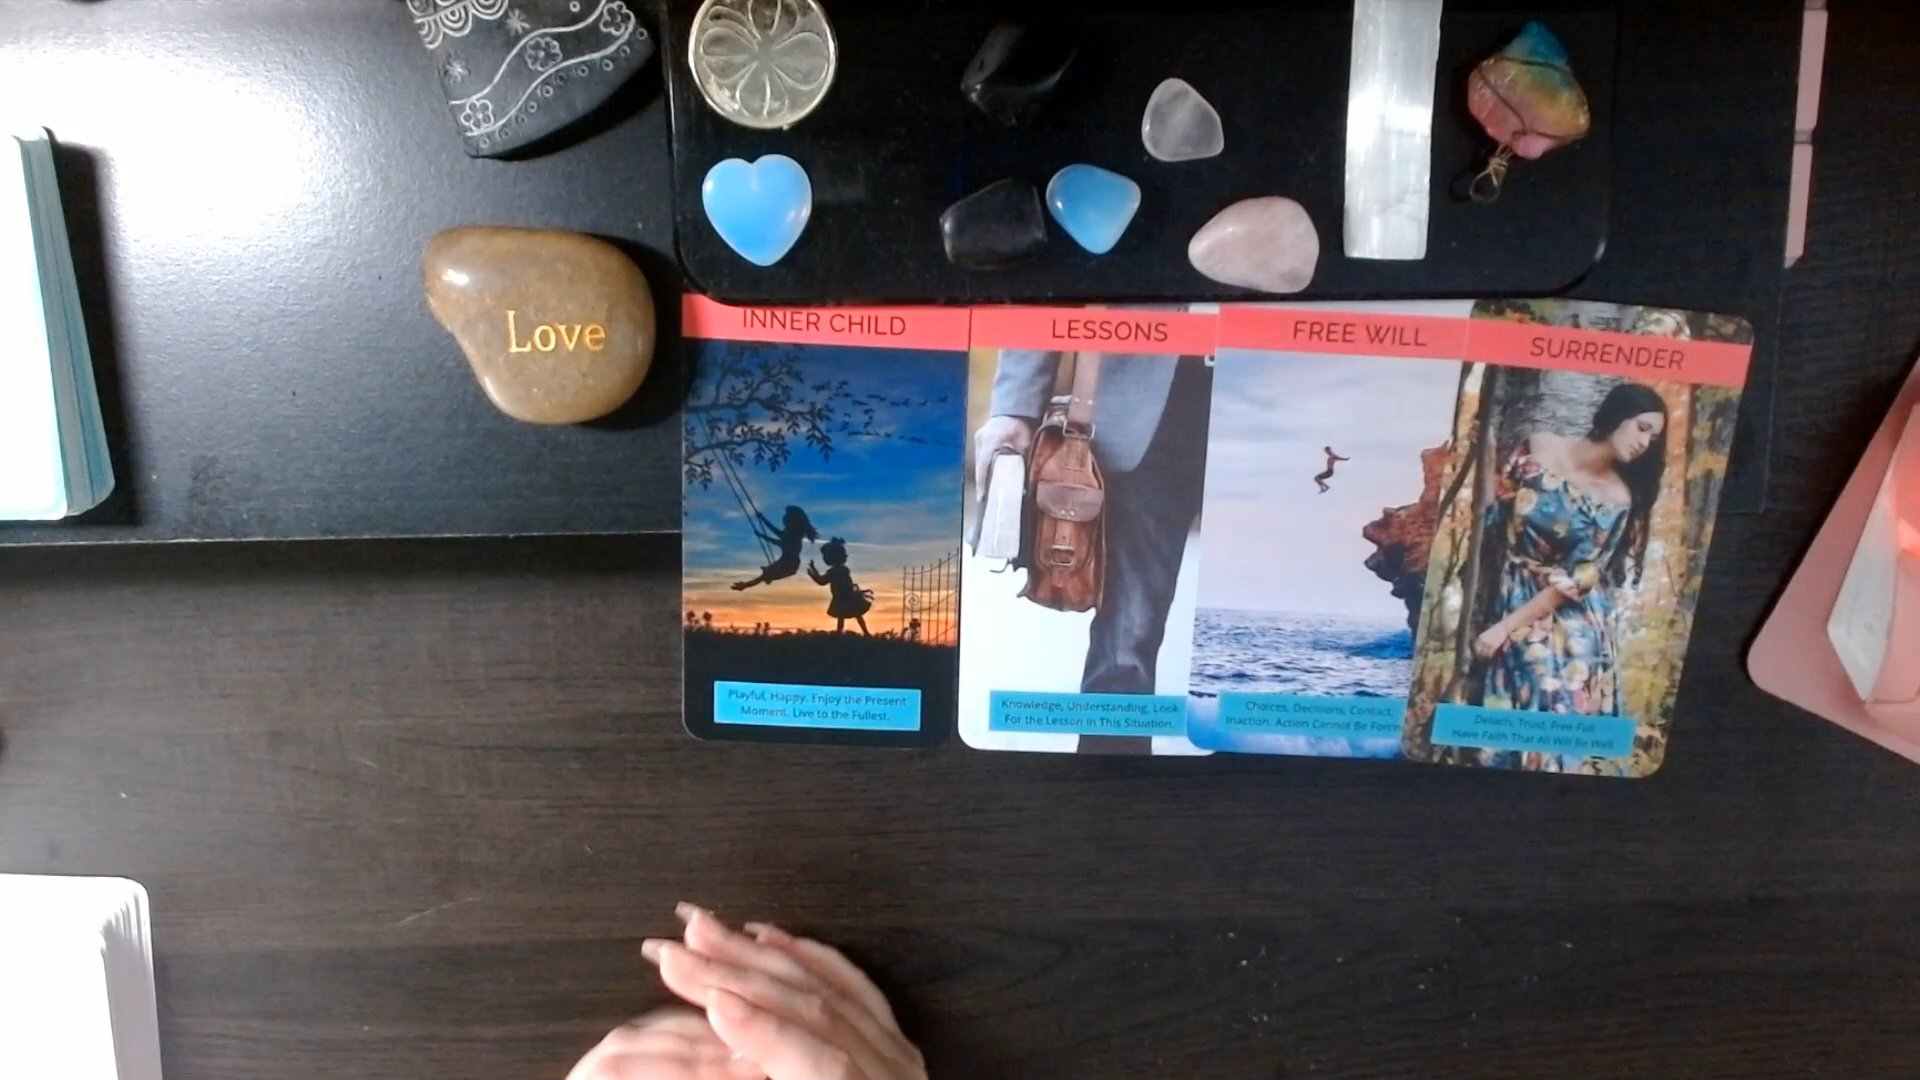 Love
INNER CHILD
Playful, Happy. Enjoy the Present
Moment. Live to the Fullest.
LESSONS
Knowledge, Understanding. Look
For the Lesson In This Situation.
FREE WILL
Choices, Decisions, Contact,
Inaction. Action Cannot Be Force
SURRENDER
Detach, Trust, Free Fall.
Have Faith That All Will Be Well.